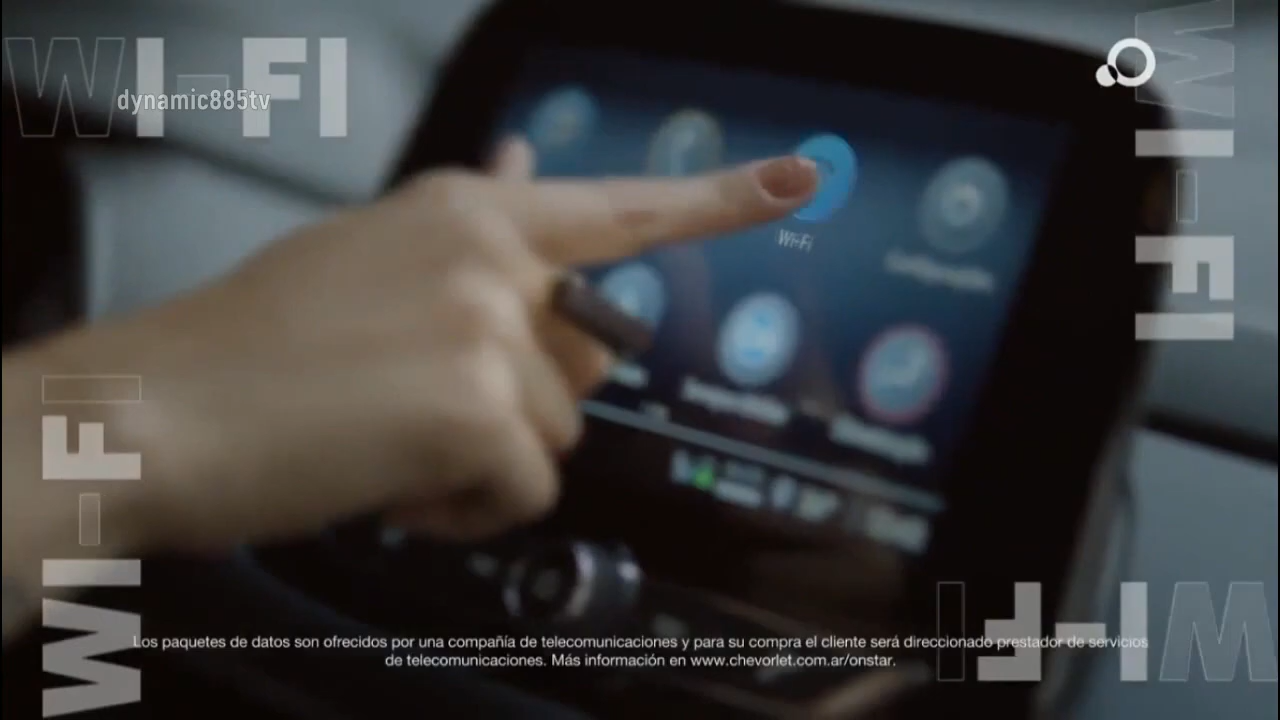 WI-FI
dynamic885tv
WI-FI
Wi-Fi
WI-FI
WI-FI
Los paquetes de datos son ofrecidos por una compañía de telecomunicaciones y para su compra el cliente será direccionado prestador de servicios
de telecomunicaciones. Más información en www.chevorlet.com.ar/onstar.